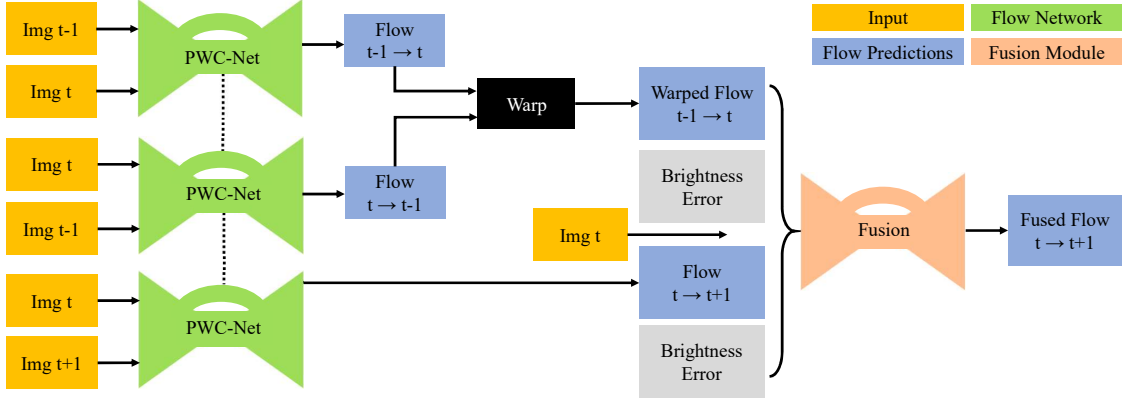 Img t-1
Img t
PWC-Net
Flow
t-1 → t
Img t
Img t-1
PWC-Net
Flow
t → t-1
Img t
Img t+1
PWC-Net
Warp
Warped Flow
t-1 → t
Brightness
Error
Img t
Flow
t → t+1
Brightness
Error
Fusion
Fused Flow
t → t+1
Input
Flow Network
Flow Predictions
Fusion Module